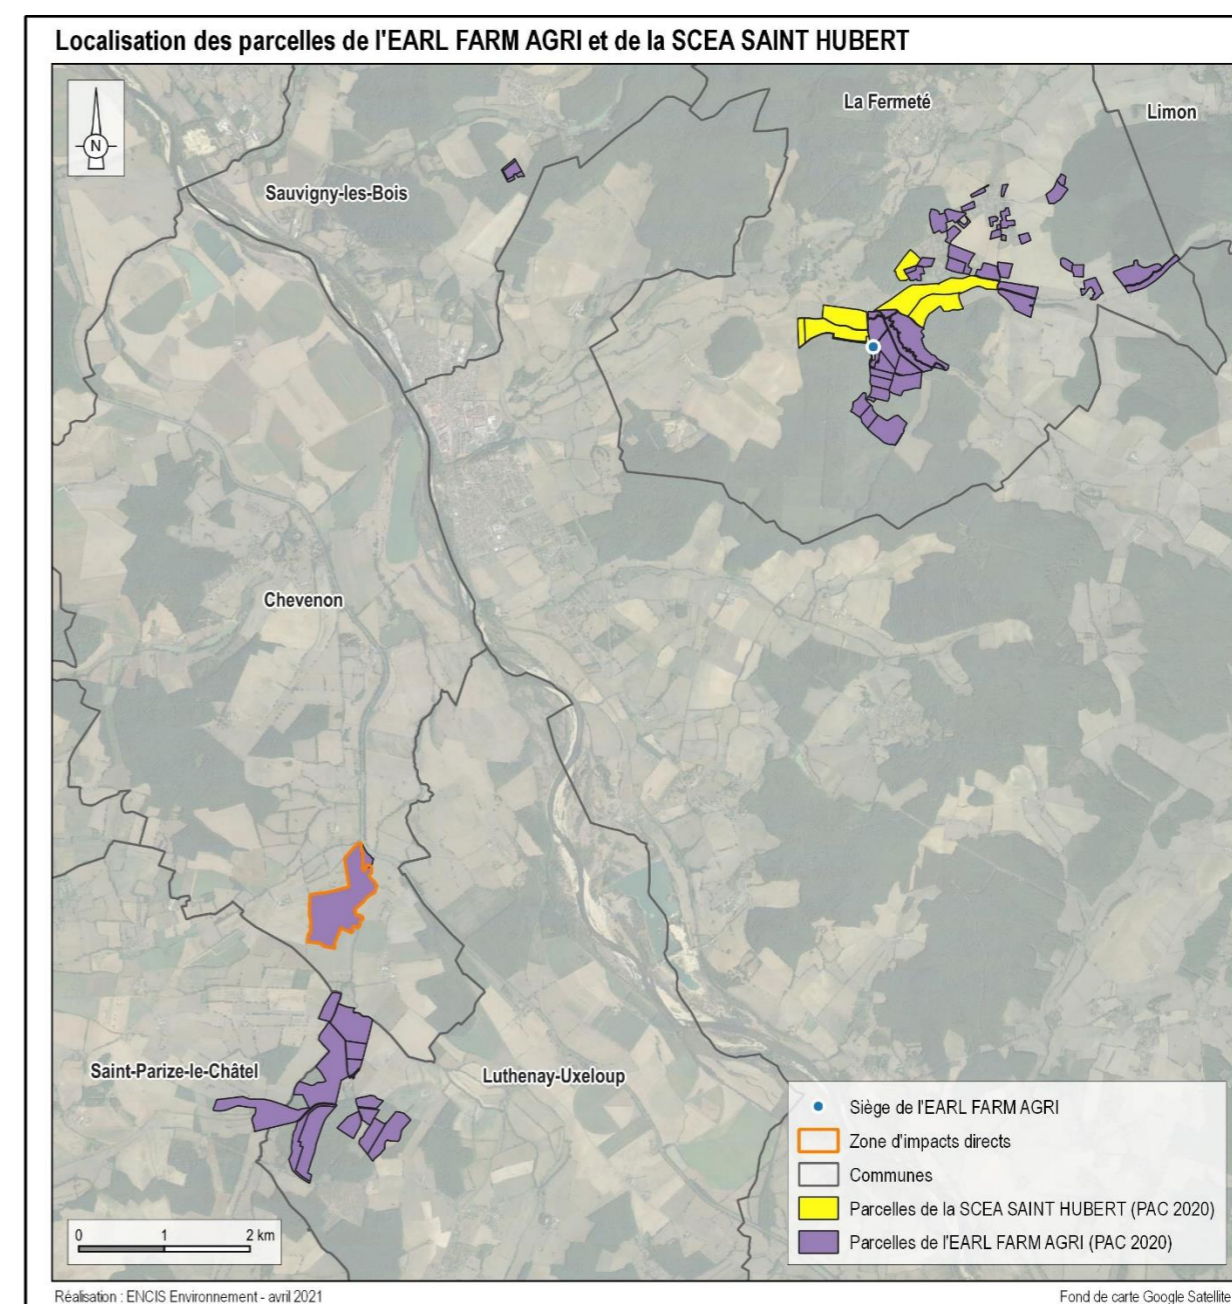 Localisation des parcelles de l'EARL FARM AGRI et de la SCEA SAINT HUBERT
N
La Fermeté
Limon
Sauvigny-les-Bois
Chevenon
Saint-Parize-le-Châtel
Luthenay-Uxeloup
Siège de l'EARL FARM AGRI
Zone d'impacts directs
Communes
Parcelles de la SCEA SAINT HUBERT (PAC 2020)
Parcelles de l'EARL FARM AGRI (PAC 2020)
0 1 2 km
Réalisation : ENCIS Environnement - avril 2021
Fond de carte Google Satellite